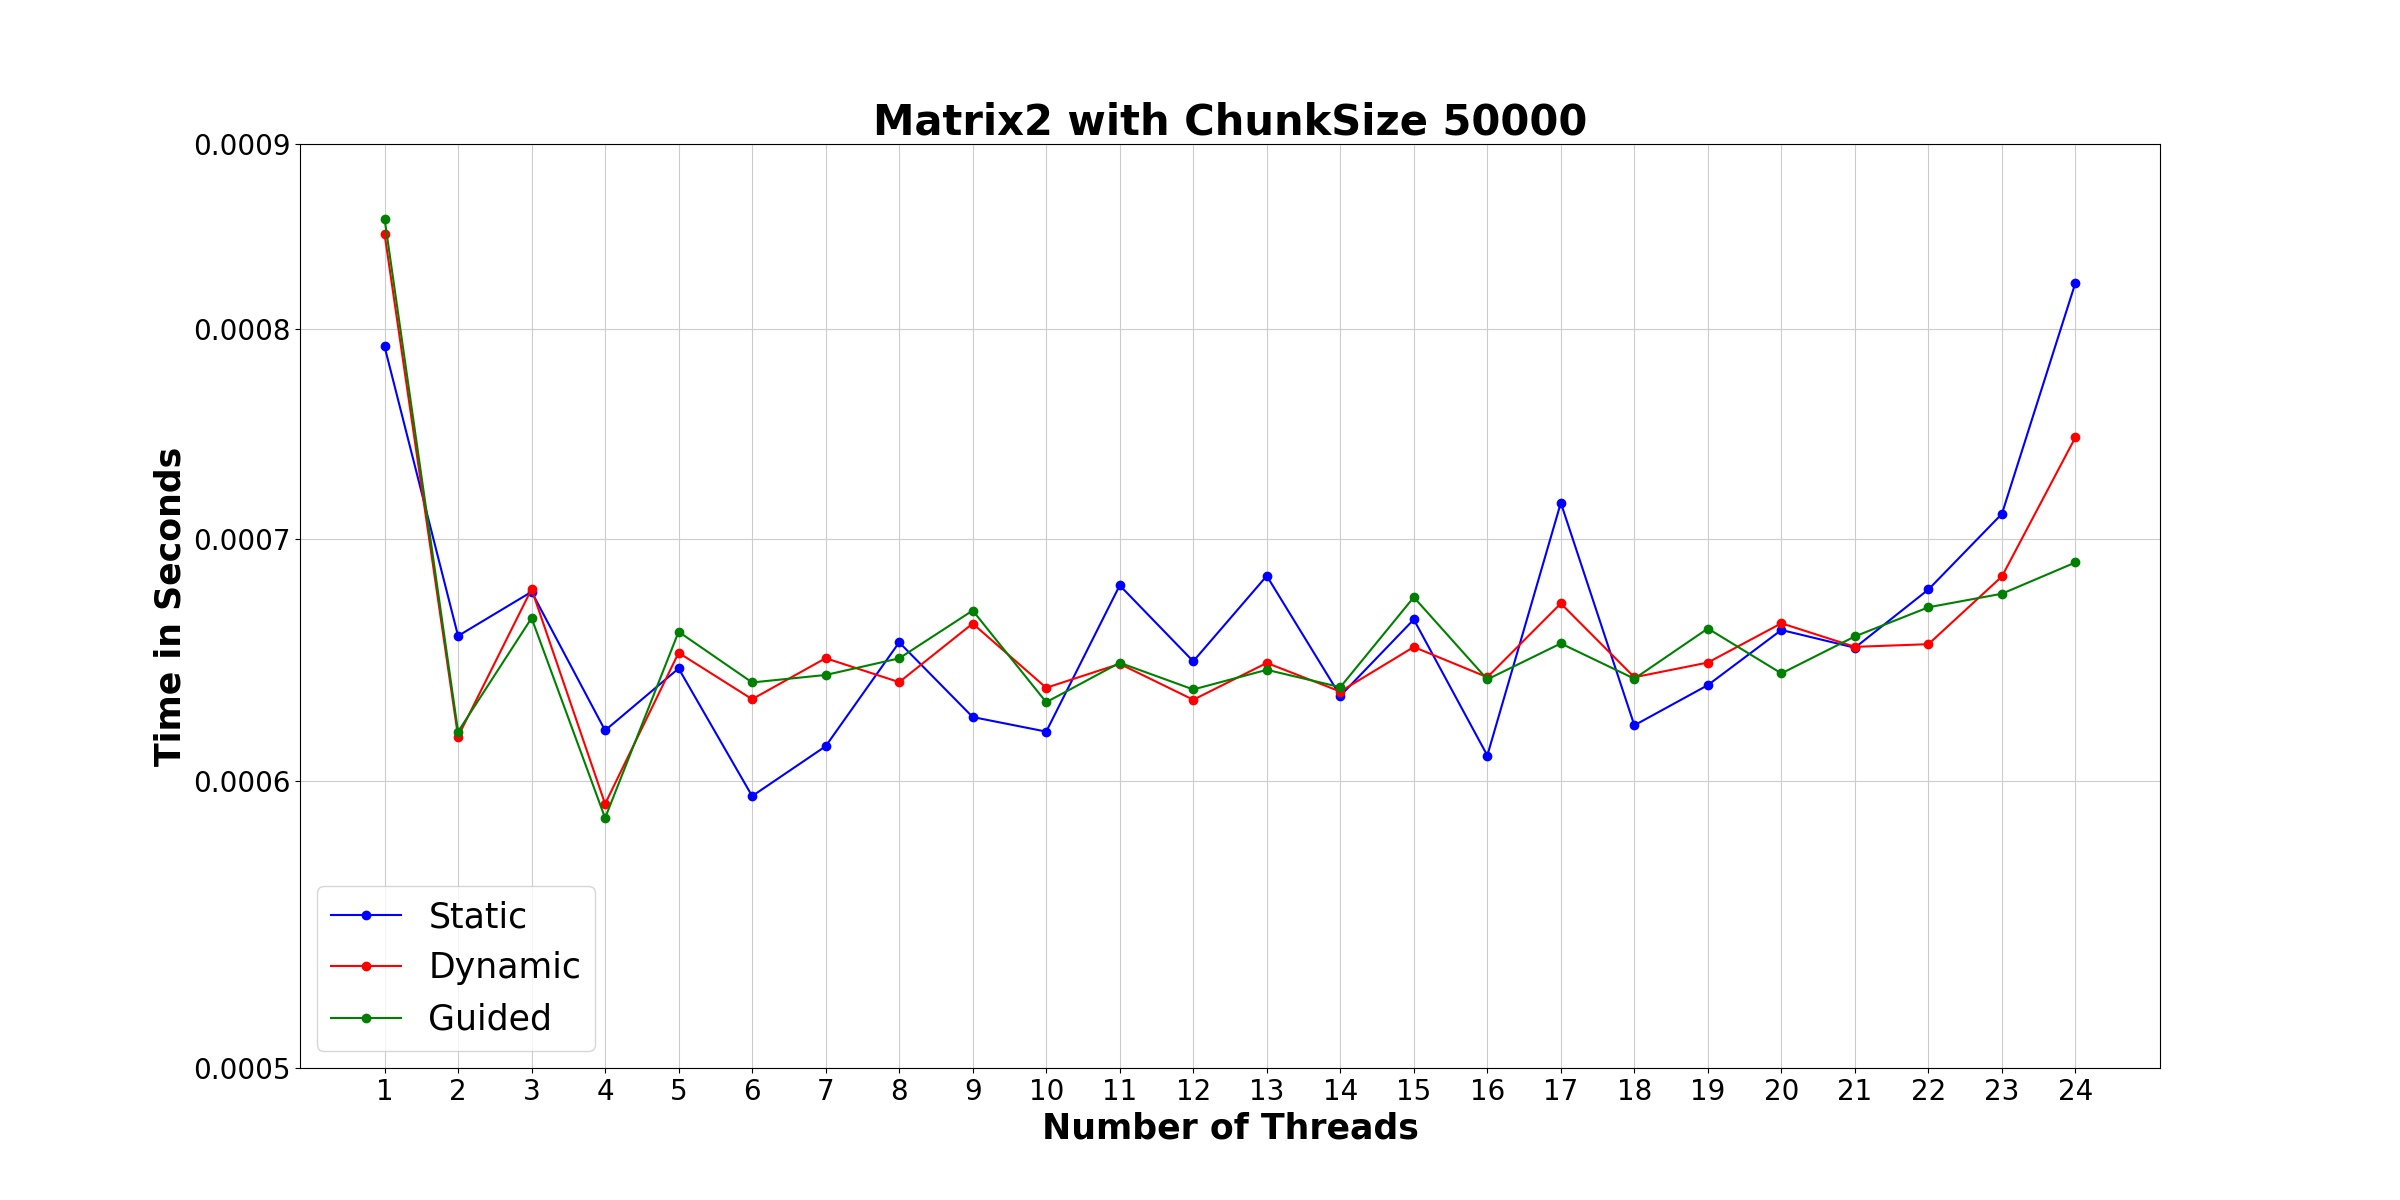 Matrix2 with ChunkSize 50000
0.0009
0.0008
0.0007
0.0006
0.0005
Time in Seconds
Static
Dynamic
Guided
1 2 3 4 5 6 7 8 9 10 11 12 13 14 15 16 17 18 19 20 21 22 23 24
Number of Threads